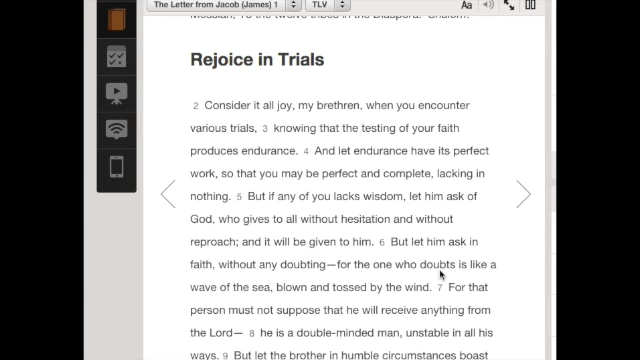 The Letter from Jacob (James) 1 TLV Aa
Messiah, To the twelve tribes in the Diaspora: Shalom!
Rejoice in Trials
2 Consider it all joy, my brethren, when you encounter
various trials, 3 knowing that the testing of your faith
produces endurance. 4 And let endurance have its perfect
work, so that you may be perfect and complete, lacking in
nothing. 5 But if any of you lacks wisdom, let him ask of
God, who gives to all without hesitation and without
reproach; and it will be given to him. 6 But let him ask in
faith, without any doubting—for the one who doubts is like a
wave of the sea, blown and tossed by the wind. 7 For that
person must not suppose that he will receive anything from
the Lord— 8 he is a double-minded man, unstable in all his
ways. 9 But let the brother in humble circumstances boast